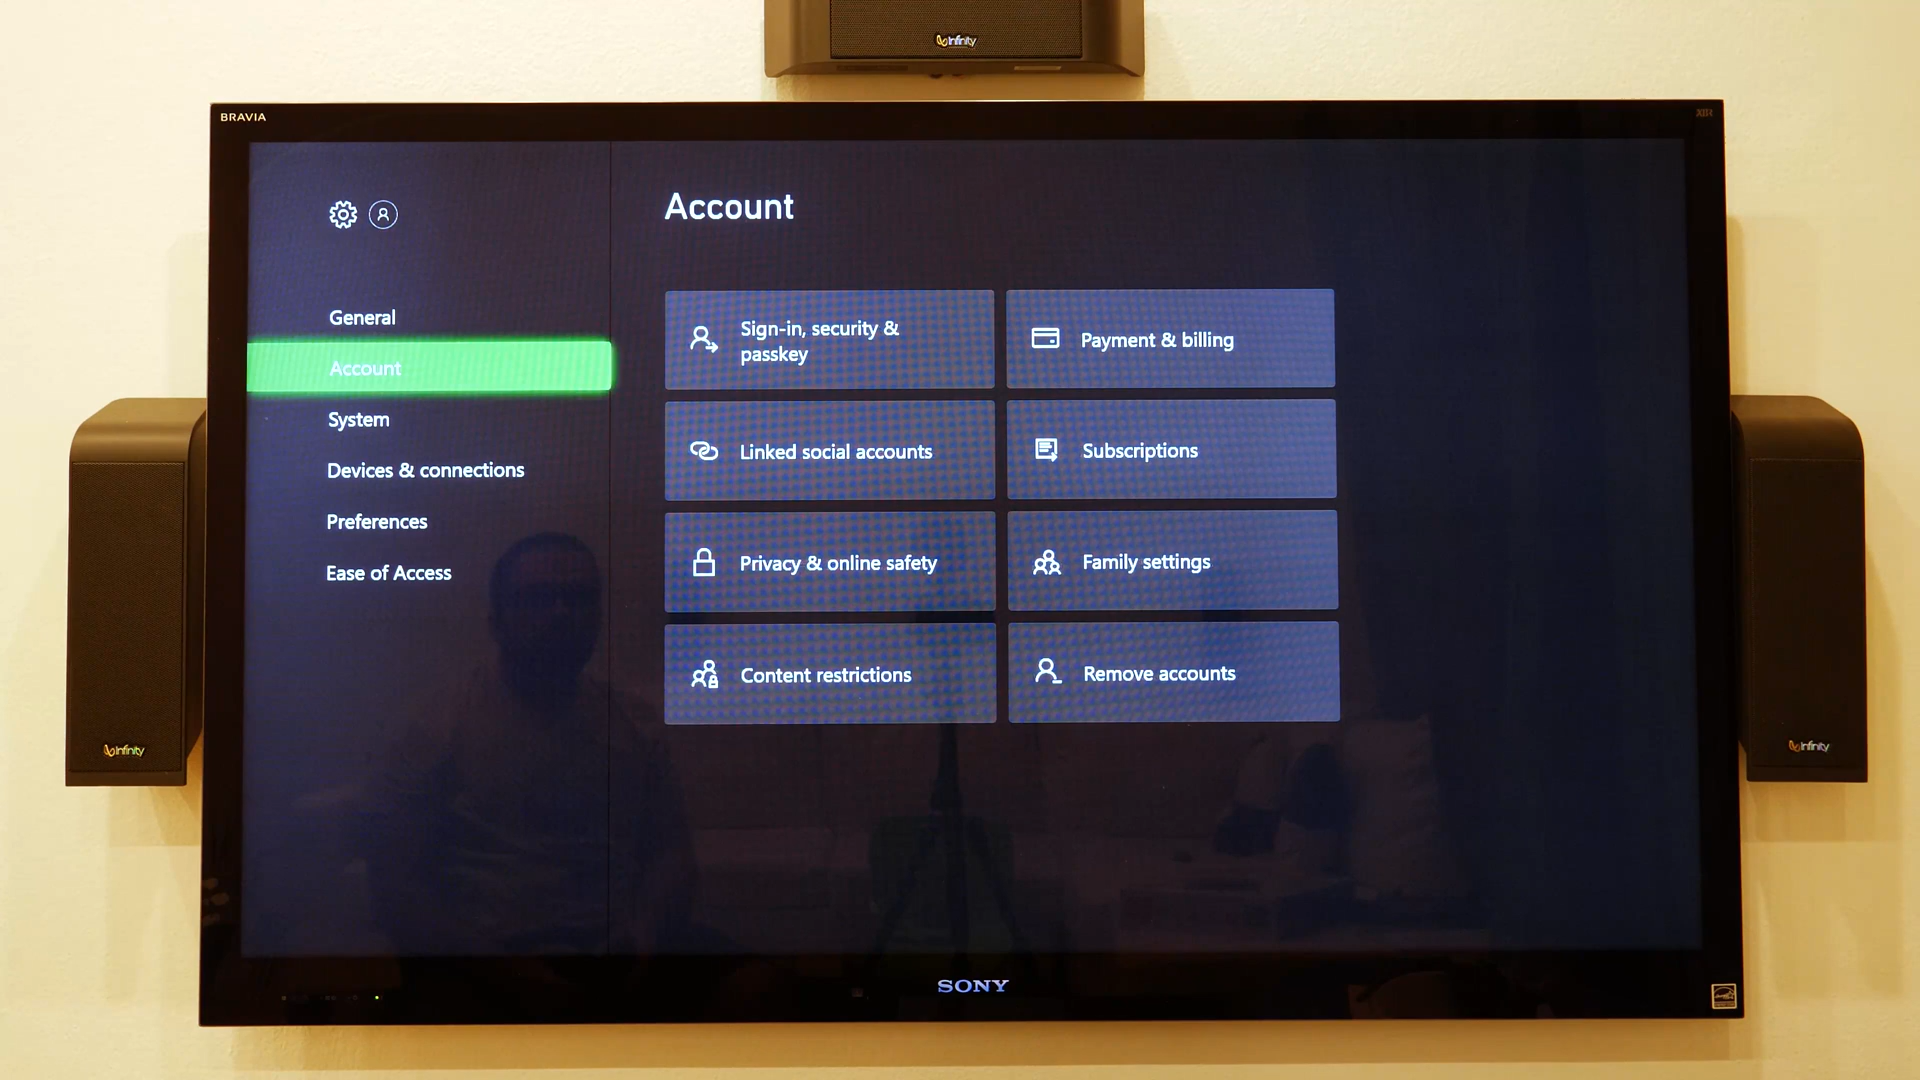 Infinity
BRAVIA
XBR
Account
General
Account
System
Devices & connections
Preferences
Ease of Access
Sign-in, security &
passkey
Payment & billing
Linked social accounts
Subscriptions
Privacy & online safety
Family settings
Content restrictions
Remove accounts
Infinity
Infinity
SONY